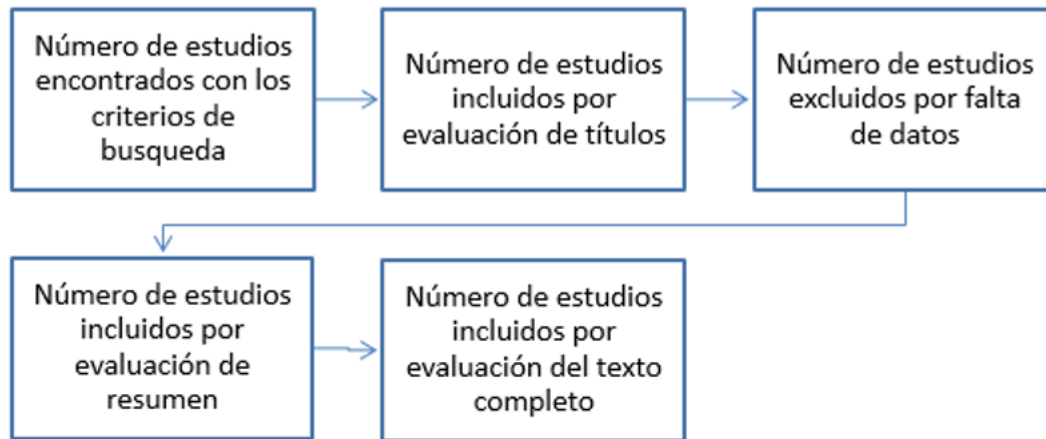 Número de estudios
encontrados con los
criterios de
busqueda
Número de estudios
incluidos por
evaluación de títulos
Número de estudios
excluidos por falta
de datos
Número de estudios
incluidos por
evaluación de
resumen
Número de estudios
incluidos por
evaluación del texto
completo